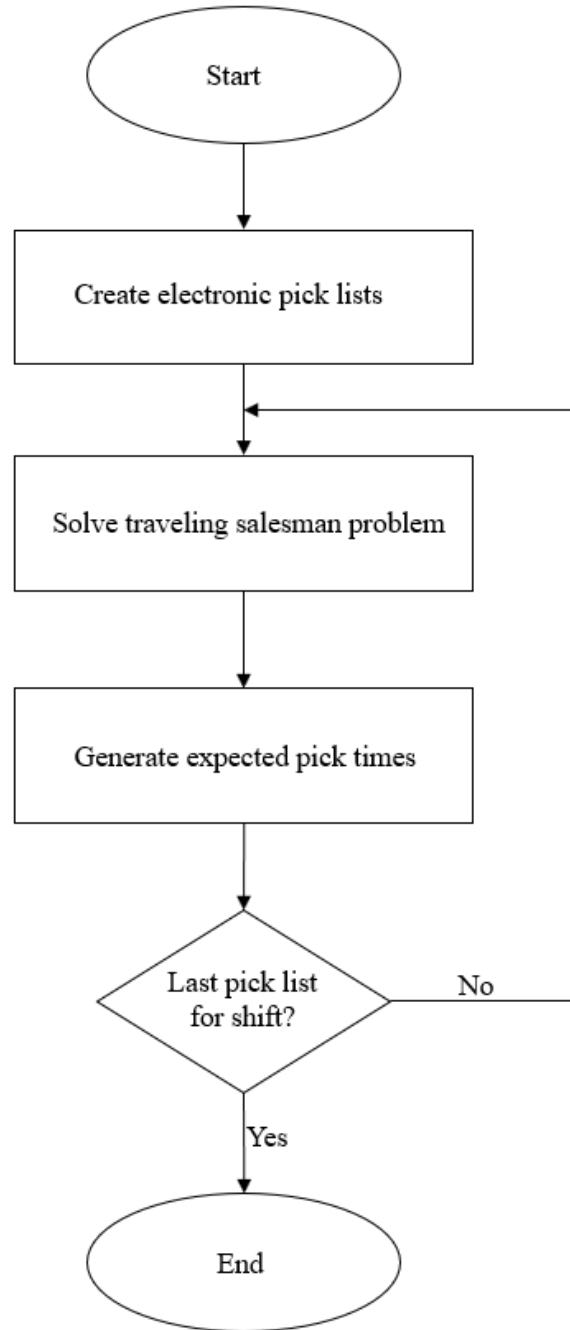 Start
Create electronic pick lists
Solve traveling salesman problem
Generate expected pick times
Last pick list
for shift?
No
Yes
End